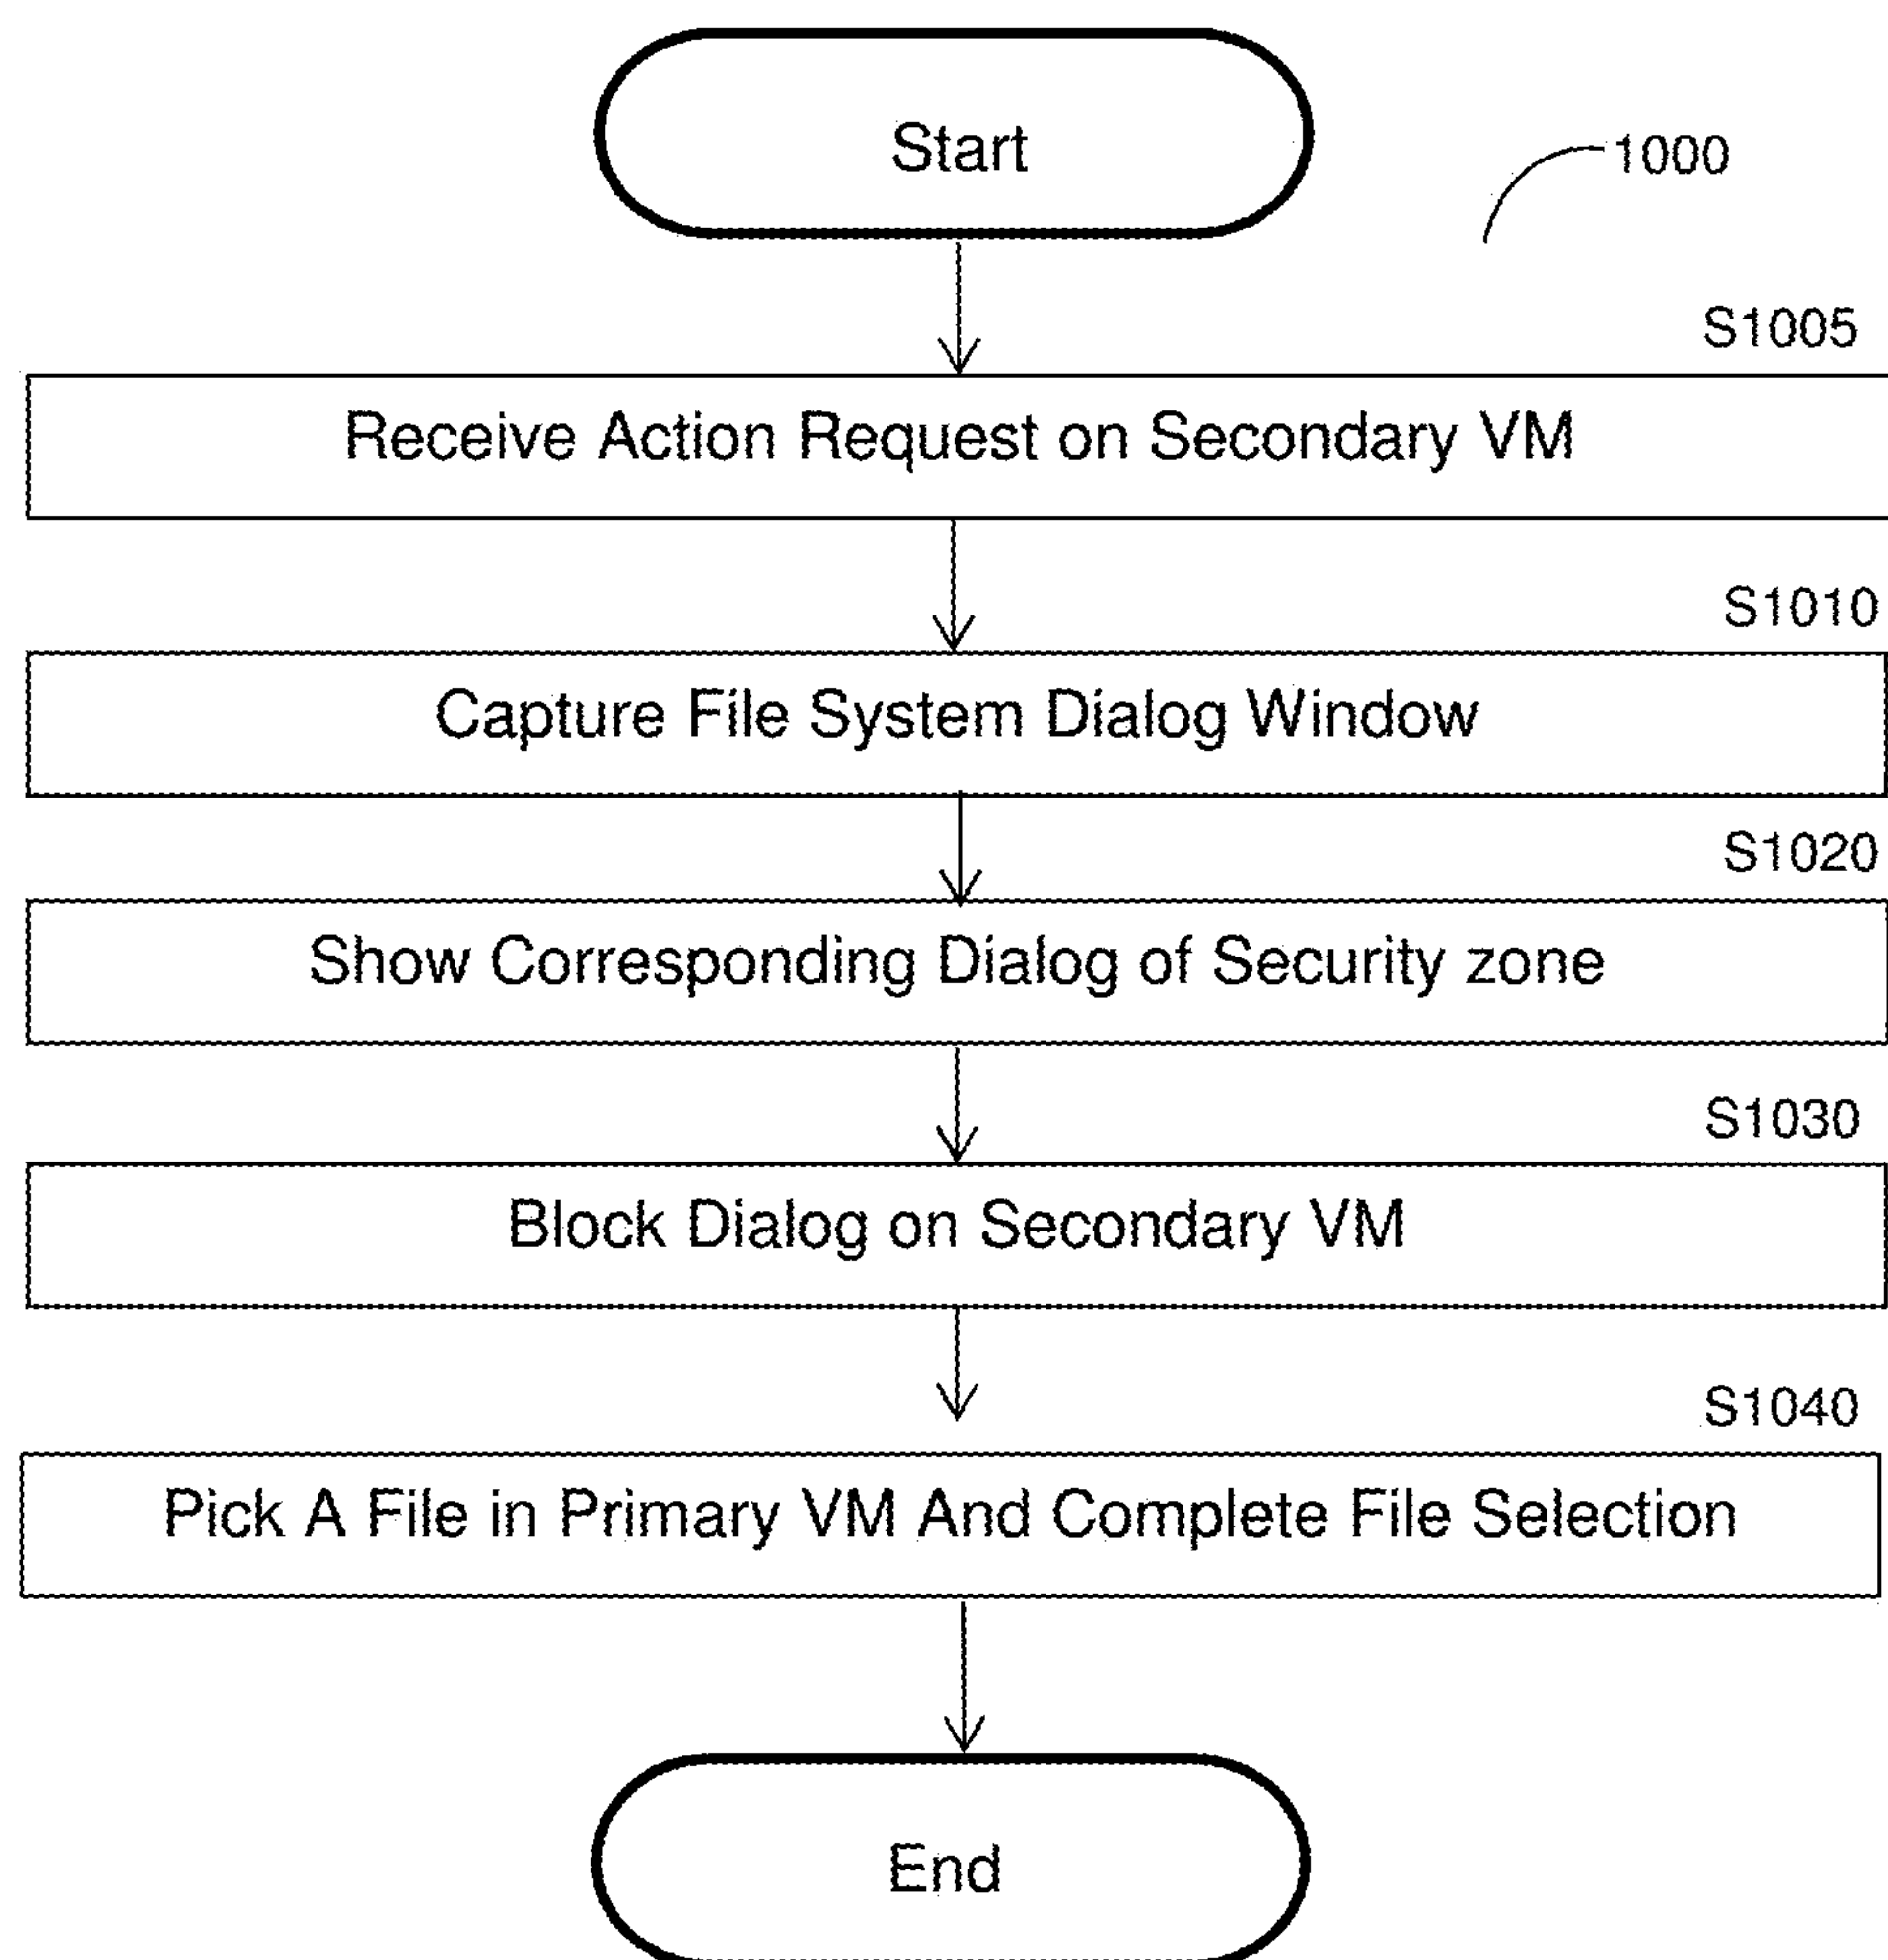 Start
1000
S1005
Receive Action Request on Secondary VM
S1010
Capture File System Dialog Window
S1020
Show Corresponding Dialog of Security zone
S1030
Block Dialog on Secondary VM
S1040
Pick A File in Primary VM And Complete File Selection
End